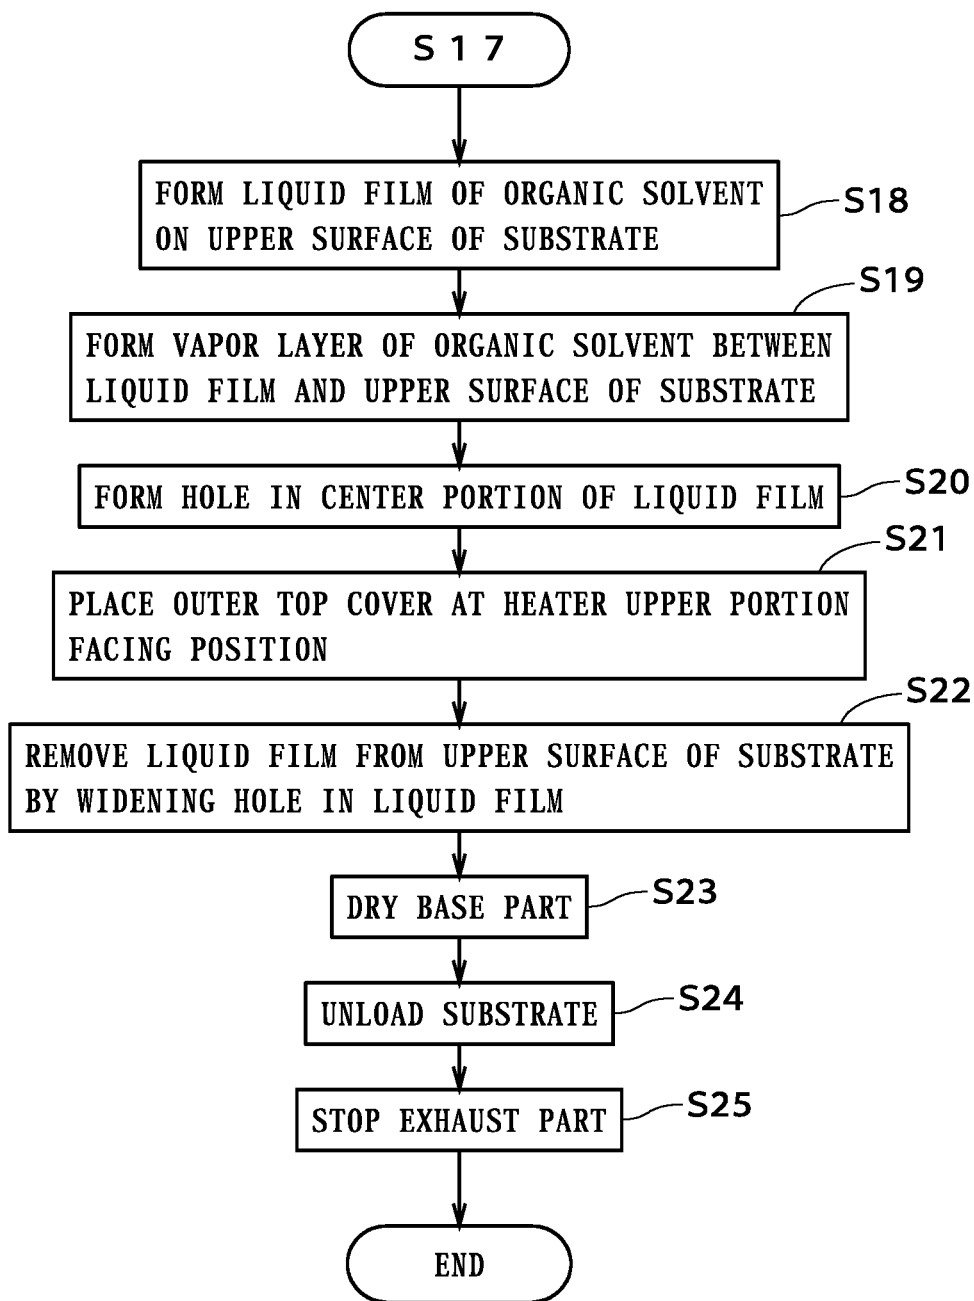 S 1 7
FORM LIQUID FILM OF ORGANIC SOLVENT
ON UPPER SURFACE OF SUBSTRATE
S18
S19
FORM VAPOR LAYER OF ORGANIC SOLVENT BETWEEN
LIQUID FILM AND UPPER SURFACE OF SUBSTRATE
S20
FORM HOLE IN CENTER PORTION OF LIQUID FILM
S21
PLACE OUTER TOP COVER AT HEATER UPPER PORTION
FACING POSITION
S22
REMOVE LIQUID FILM FROM UPPER SURFACE OF SUBSTRATE
BY WIDENING HOLE IN LIQUID FILM
S23
DRY BASE PART
S24
UNLOAD SUBSTRATE
S25
STOP EXHAUST PART
END